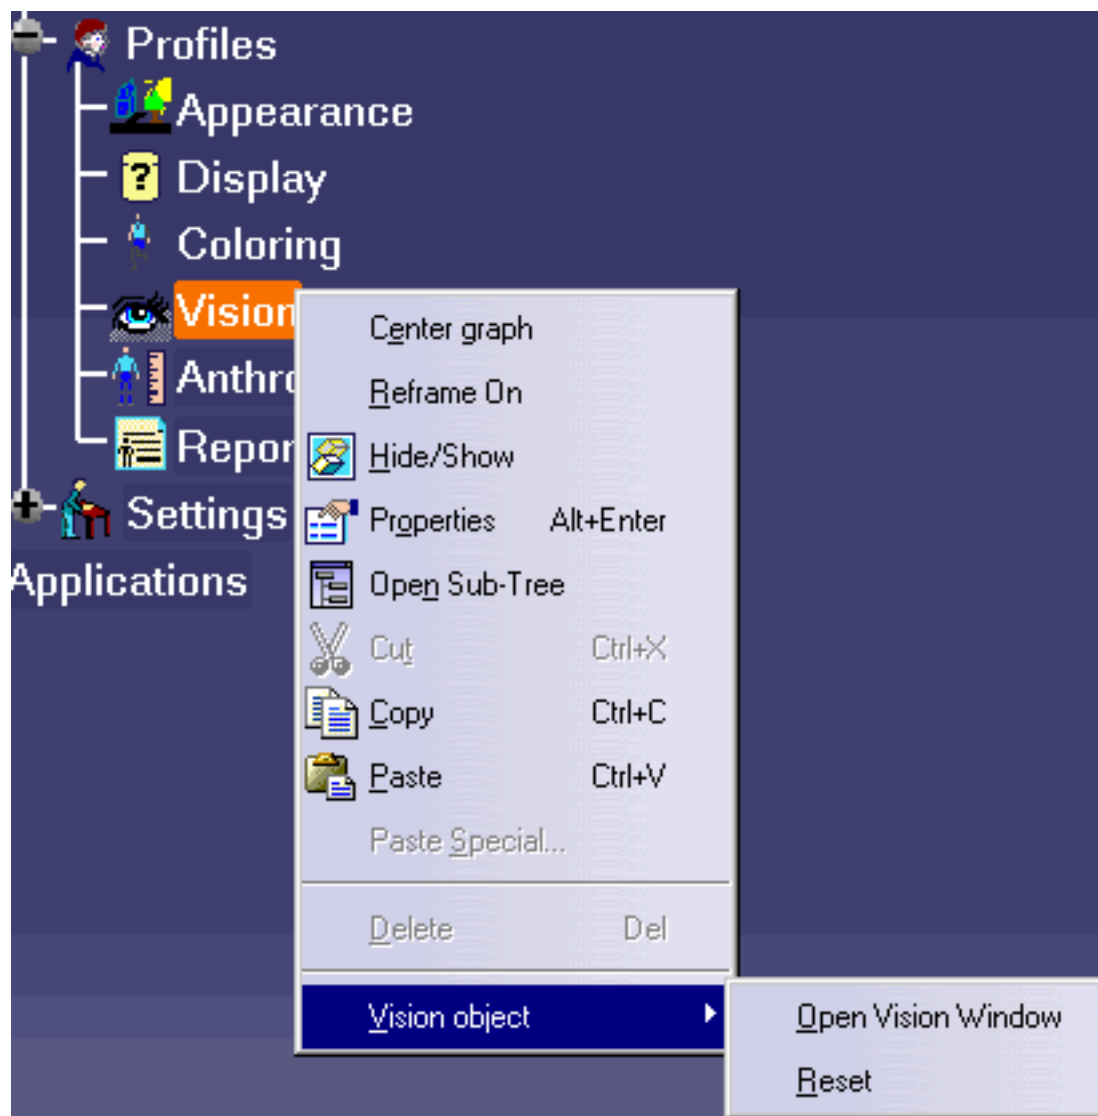 Profiles
Appearance
Display
Coloring
Vision
Center graph
Anthro
Reframe On
Repor
Hide/Show
Settings
Properties Alt+Enter
Applications
Open Sub-Tree
Cut Ctrl+X
Copy Ctrl+C
Paste Ctrl+V
Paste Special...
Delete Del
Vision object
Open Vision Window
Reset